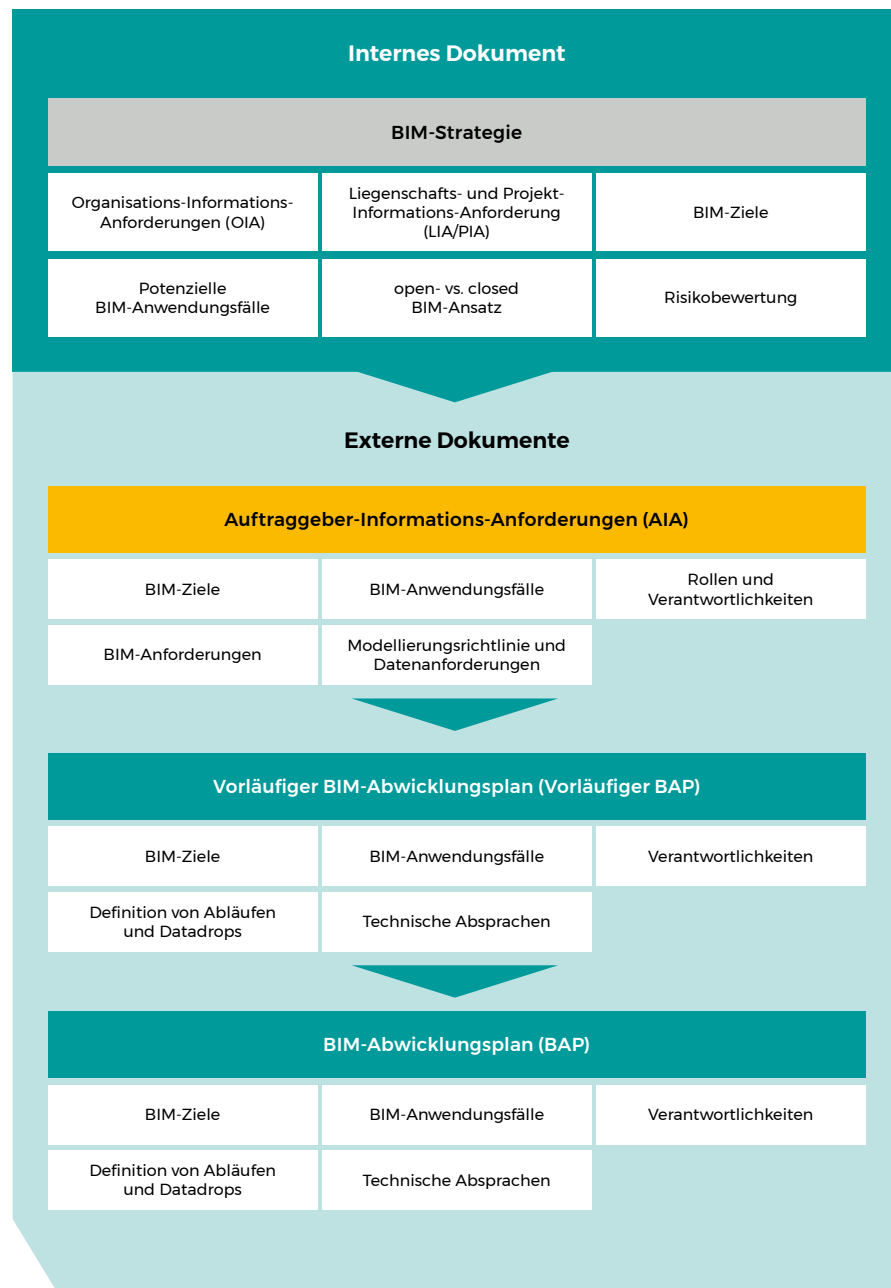 Internes Dokument
BIM-Strategie
Organisations-Informations-
Anforderungen (OIA)
Liegenschafts- und Projekt-
Informations-Anforderung
(LIA/PIA)
BIM-Ziele
Potenzielle
BIM-Anwendungsfälle
open- vs. closed
BIM-Ansatz
Risikobewertung
Externe Dokumente
Auftraggeber-Informations-Anforderungen (AIA)
BIM-Ziele
BIM-Anwendungsfälle
Rollen und
Verantwortlichkeiten
BIM-Anforderungen
Modellierungsrichtlinie und
Datenanforderungen
Vorläufiger BIM-Abwicklungsplan (Vorläufiger BAP)
BIM-Ziele
BIM-Anwendungsfälle
Verantwortlichkeiten
Definition von Abläufen
und Datadrops
Technische Absprachen
BIM-Abwicklungsplan (BAP)
BIM-Ziele
BIM-Anwendungsfälle
Verantwortlichkeiten
Definition von Abläufen
und Datadrops
Technische Absprachen